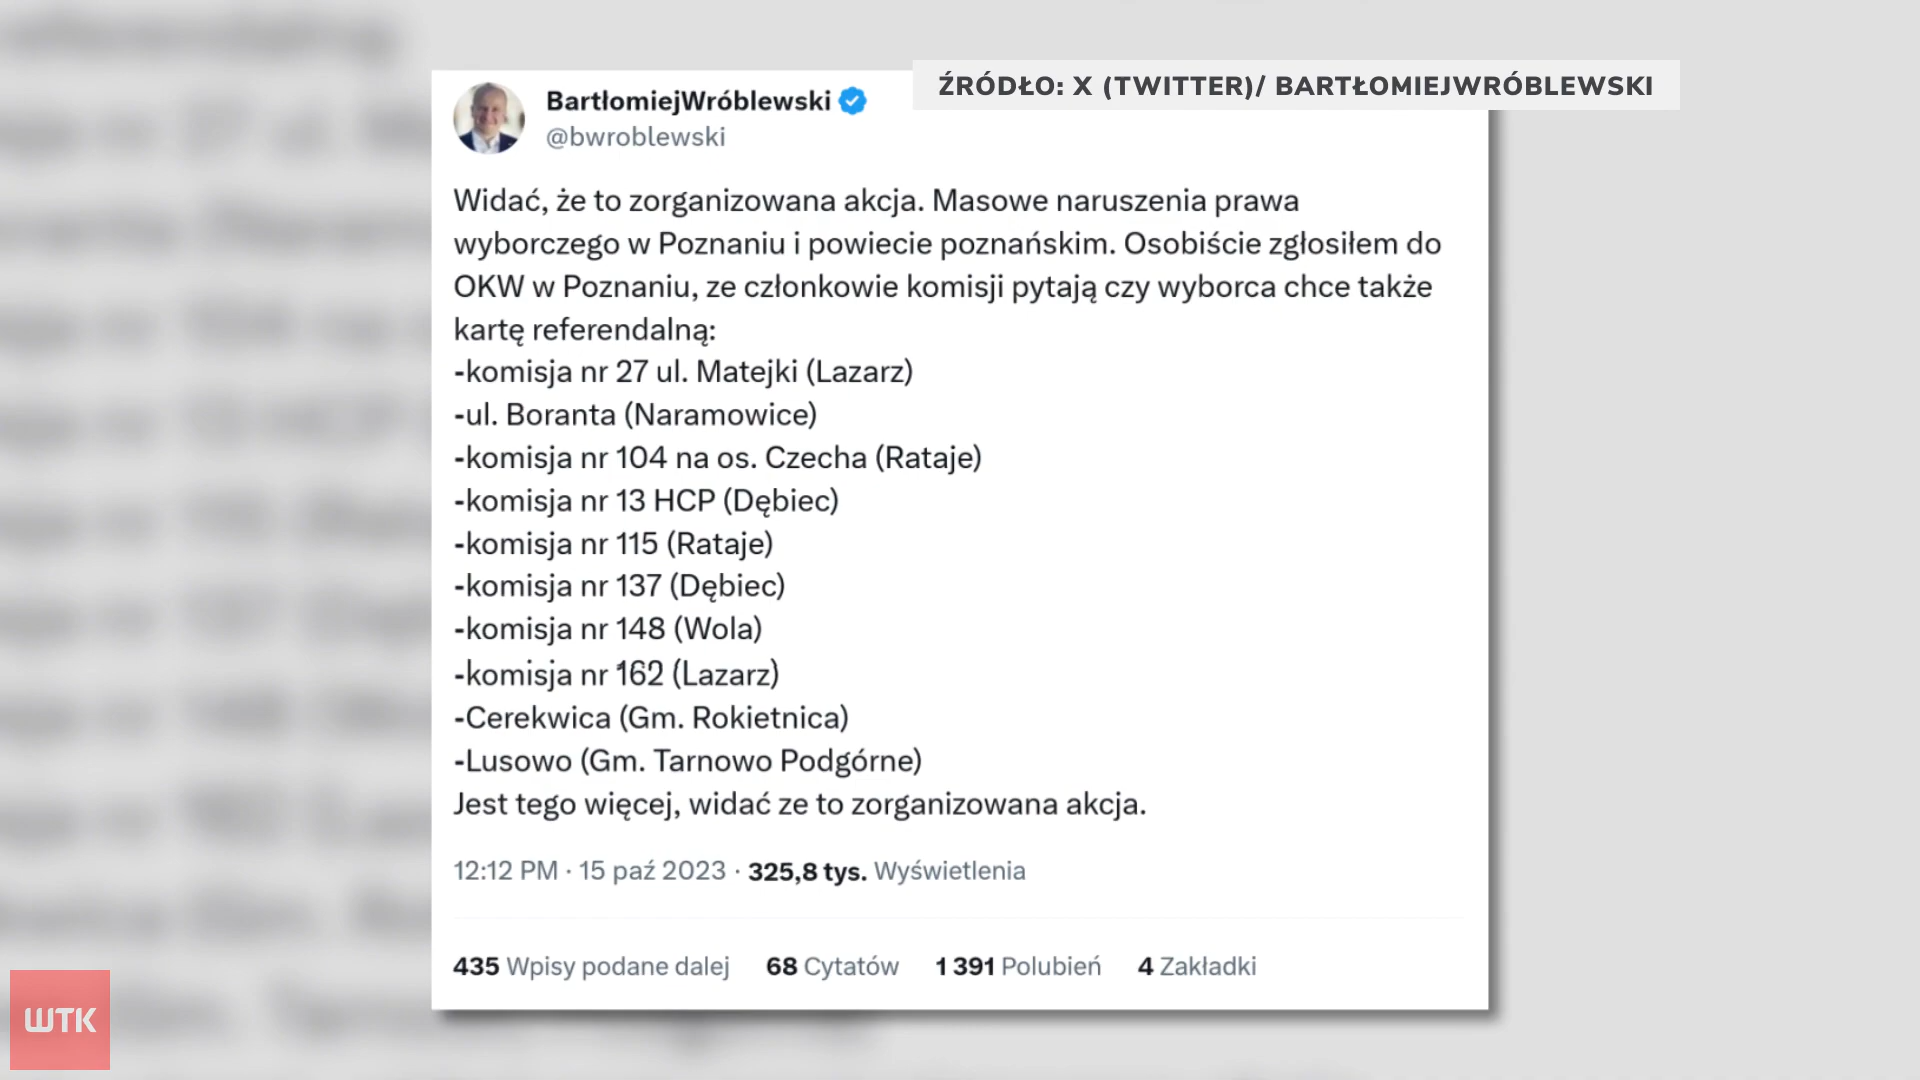 ŹRÓDŁO: X (TWITTER)/ BARTŁOMIEJWRÓBLEWSKI
BartłomiejWróblewski
@bwroblewski
Widać, że to zorganizowana akcja. Masowe naruszenia prawa
wyborczego w Poznaniu i powiecie poznańskim. Osobiście zgłosiłem do
OKW w Poznaniu, ze członkowie komisji pytają czy wyborca chce także
kartę referendalną:
-komisja nr 27 ul. Matejki (Lazarz)
-ul. Boranta (Naramowice)
-komisja nr 104 na os. Czecha (Rataje)
-komisja nr 13 HCP (Dębiec)
-komisja nr 115 (Rataje)
-komisja nr 137 (Dębiec)
-komisja nr 148 (Wola)
-komisja nr 162 (Lazarz)
-Cerekwica (Gm. Rokietnica)
-Lusowo (Gm. Tarnowo Podgórne)
Jest tego więcej, widać ze to zorganizowana akcja.
12:12 PM · 15 paź 2023 · 325,8 tys. Wyświetlenia
435 Wpisy podane dalej 68 Cytatów 1 391 Polubień 4 Zakładki
WTK